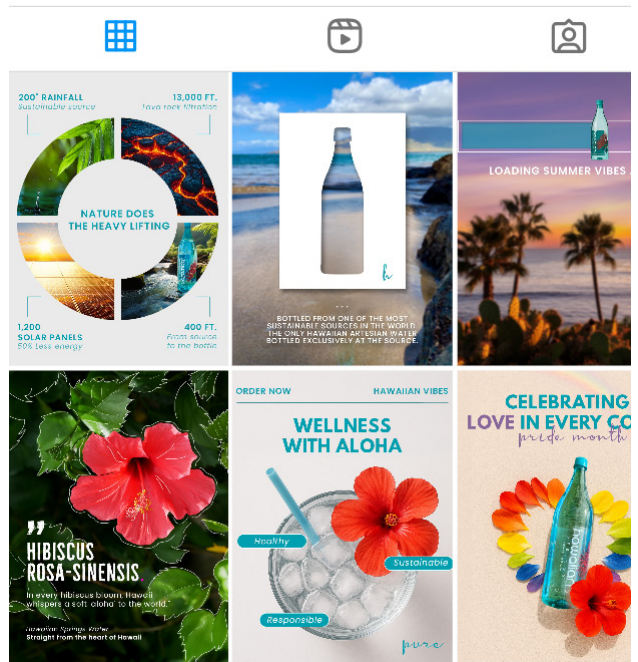 200" RAINFALL
Sustainable source
13,000 FT.
Lava rock filtration
NATURE DOES
THE HEAVY LIFTING
1,200
SOLAR PANELS
50% Less energy
400 FT.
From source
to the bottle
h
BOTTLED FROM ONE OF THE MOST
SUSTAINABLE SOURCES IN THE WORLD.
THE ONLY HAWAIIAN ARTESIAN WATER
BOTTLED EXCLUSIVELY AT THE SOURCE.
LOADING SUMMER VIBES .
"
HIBISCUS
ROSA-SINENSIS
In every hibiscus bloom, Hawaii
whispers a soft 'aloha' to the world."
Hawaiian Springs Water
Straight from the heart of Hawaii
ORDER NOW
HAWAIIAN VIBES
WELLNESS
WITH ALOHA
Healthy
Sustainable
Responsible
pure
CELEBRATING
LOVE IN EVERY CO
pride month
hawaiian